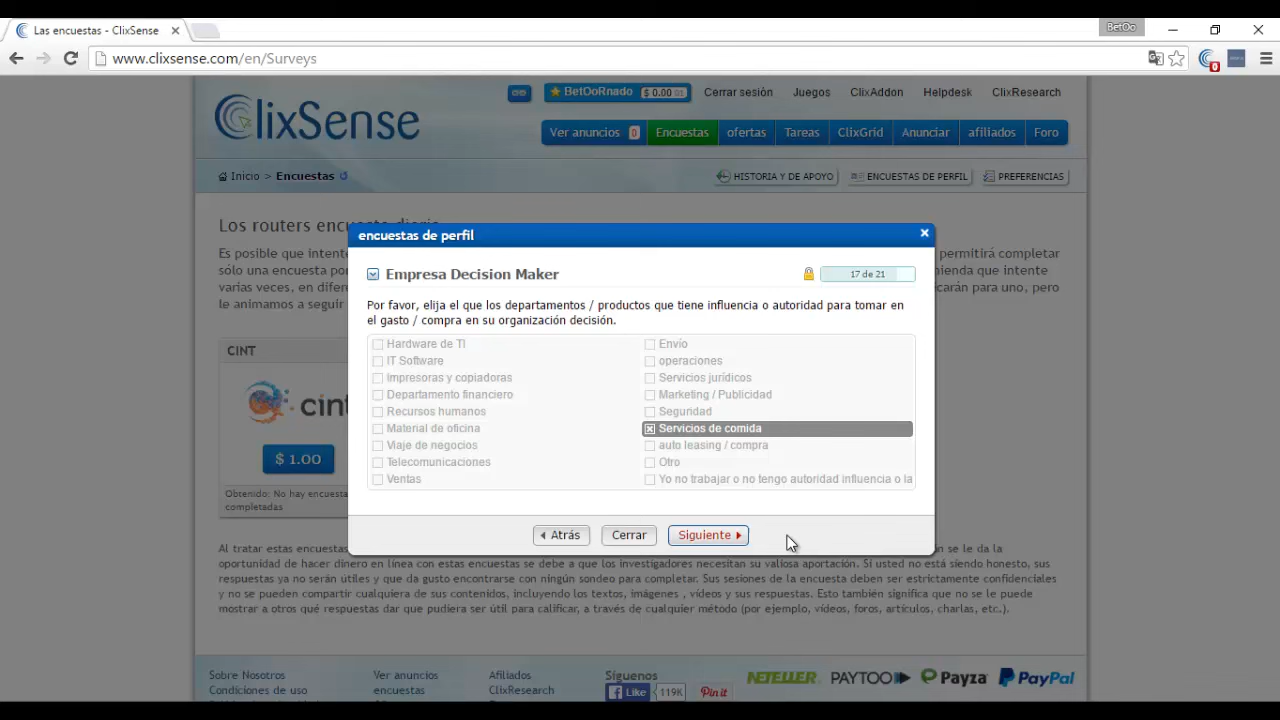 Las encuestas - ClixSense
BetOo
www.clixsense.com/en/Surveys
0
ClixSense
BetOoRnado $ 0.00
Cerrar sesión
Juegos
ClixAddon
Helpdesk
ClixResearch
Ver anuncios 0
Encuestas
ofertas
Tareas
ClixGrid
Anunciar
afiliados
Foro
Inicio > Encuestas
HISTORIA Y DE APOYO
ENCUESTAS DE PERFIL
PREFERENCIAS
Los routers encuesta diaria
Es posible que intente
permitirá completar
sólo una encuesta por
mienda que intente
varias veces, en difere
carán para uno, pero
le animamos a seguir
encuestas de perfil
Empresa Decision Maker
17 de 21
Por favor, elija el que los departamentos / productos que tiene influencia o autoridad para tomar en
el gasto / compra en su organización decisión.
Hardware de TI
Envío
IT Software
operaciones
Impresoras y copiadoras
Servicios jurídicos
Departamento financiero
Marketing / Publicidad
Recursos humanos
Seguridad
Material de oficina
Servicios de comida
Viaje de negocios
auto leasing / compra
Telecomunicaciones
Otro
Ventas
Yo no trabajar o no tengo autoridad influencia o la
Atrás
Cerrar
Siguiente
CINT
cint
$ 1.00
Obtenido: No hay encuesta
completadas
Al tratar estas encuestas
n se le da la
oportunidad de hacer dinero en línea con estas encuestas se debe a que los investigadores necesitan su valiosa aportación. Si usted no está siendo honesto, sus
respuestas ya no serán útiles y que da gusto encontrarse con ningún sondeo para completar. Sus sesiones de la encuesta deben ser estrictamente confidenciales
y no se pueden compartir cualquiera de sus contenidos, incluyendo los textos, imágenes , vídeos y sus respuestas. Esto también significa que no se le puede
mostrar a otros qué respuestas dar que pudiera ser útil para calificar, a través de cualquier método (por ejemplo, vídeos, foros, artículos, charlas, etc.).
Sobre Nosotros
Ver anuncios
Afiliados
Síguenos
Condiciones de uso
encuestas
ClixResearch
Like 119K
Pin it
NETELLER
PAYTOO
Payza
PayPal